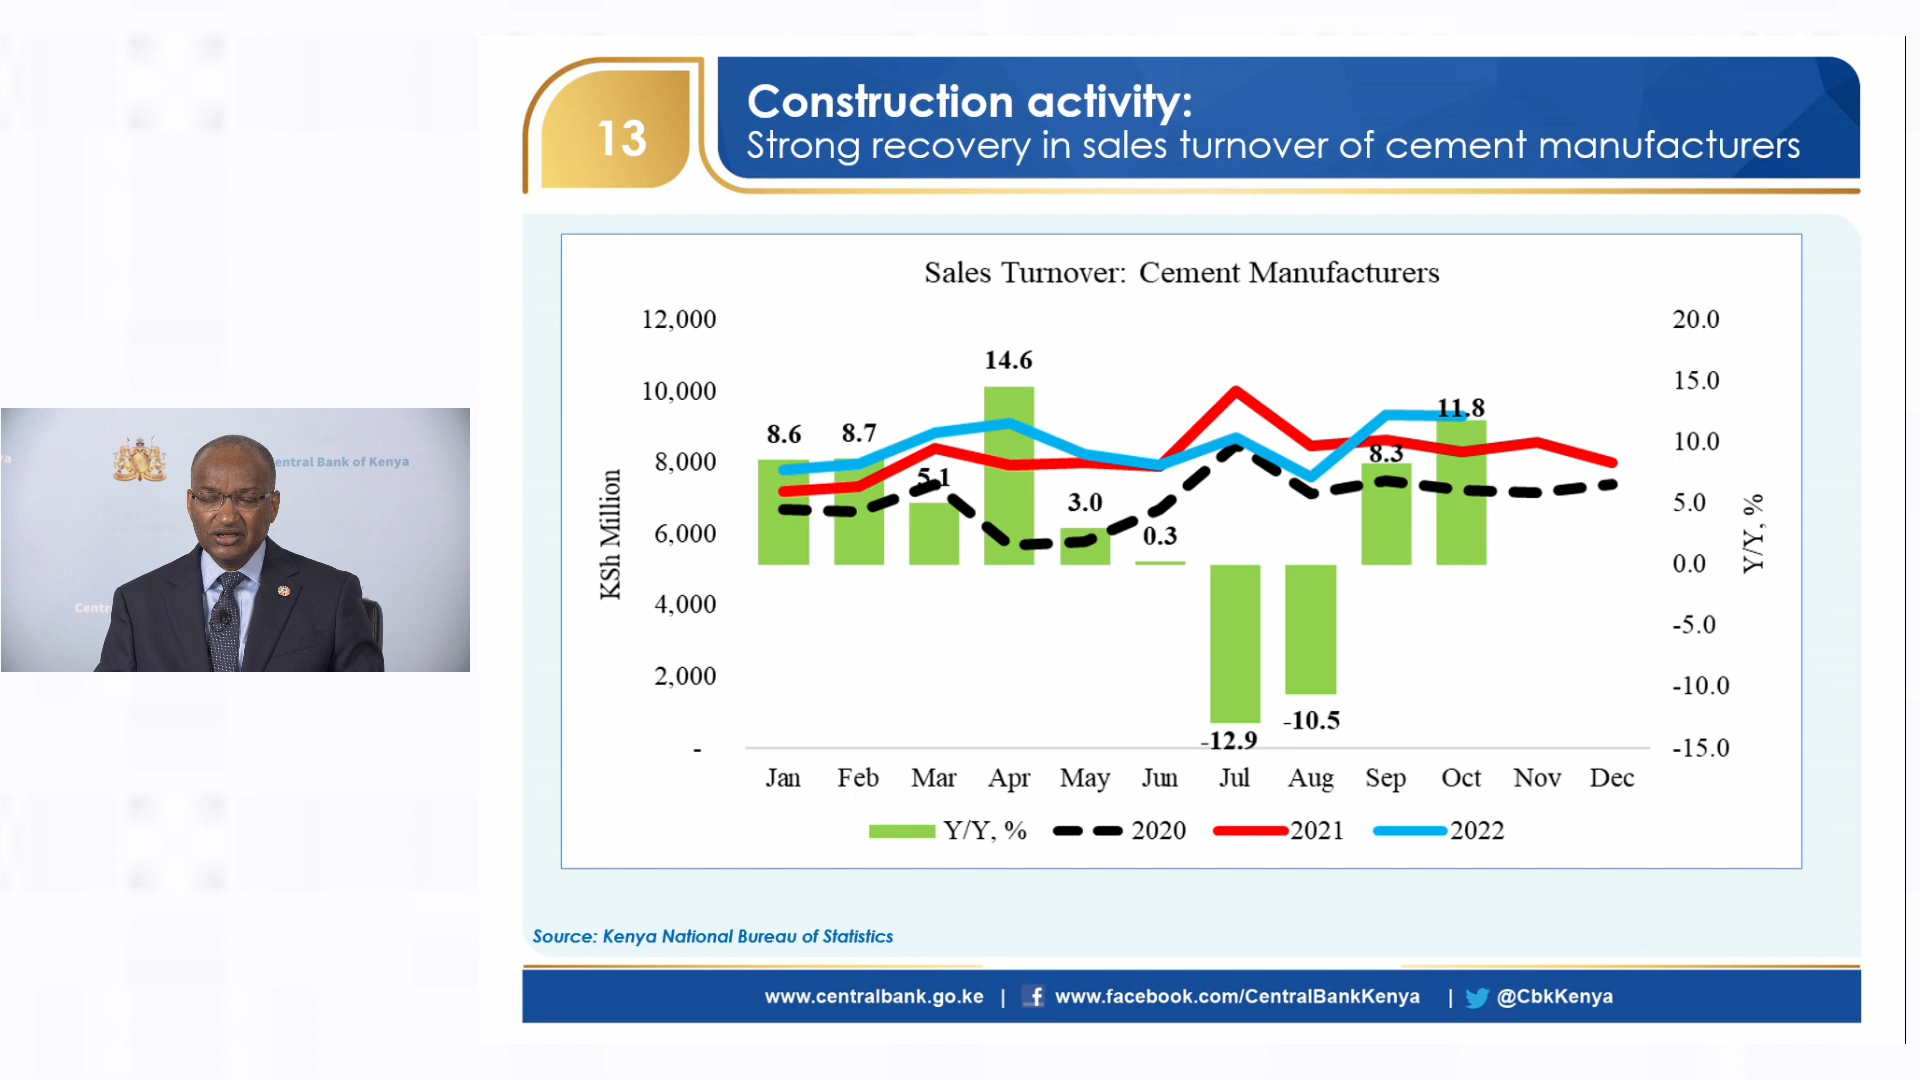 13
Construction activity:
Strong recovery in sales turnover of cement manufacturers
entral Bank of Kenya
Centr
Sales Turnover: Cement Manufacturers
KSh Million
12,000
10,000
8,000
6,000
4,000
2,000
-
20.0
15.0
10.0
5.0
0.0
-5.0
-10.0
-15.0
Y/Y, %
8.6
8.7
5.1
14.6
3.0
0.3
-12.9
-10.5
8.3
11.8
Jan Feb Mar Apr May Jun Jul Aug Sep Oct Nov Dec
Y/Y, % 2020 2021 2022
Source: Kenya National Bureau of Statistics
www.centralbank.go.ke | f www.facebook.com/CentralBankKenya | @CbkKenya